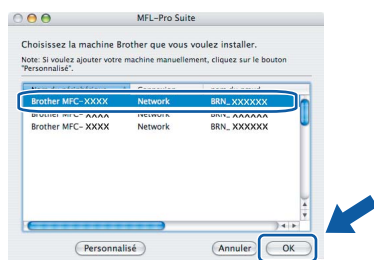 MFL-Pro Suite
Choisissez la machine Brother que vous voulez installer.
Note: Si voulez ajouter votre machine manuellement, cliquez sur le bouton
"Personnalisé".
Brother MFC-XXXX Network BRN_XXXXXX
Brother MFC-XXXX Network BRN_XXXXXX
Brother MFC-XXXX Network BRN_XXXXXX
Personnalisé Annuler OK